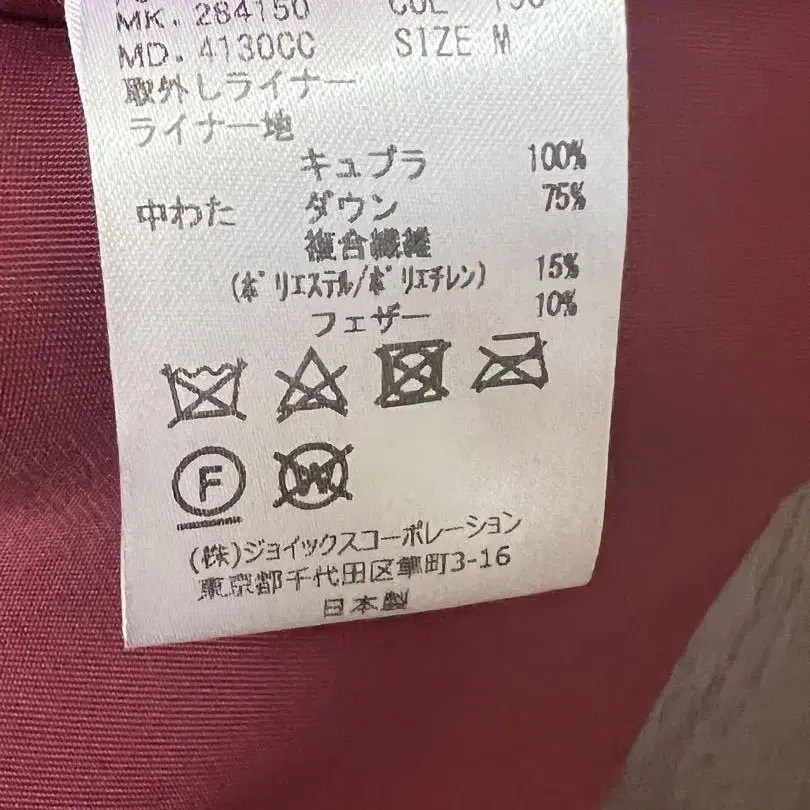 MK. 284150
MD. 4130CC SIZE M
取外しライナー
ライナー地
キュプラ 100%
中わた ダウン 75%
複合繊維
(ポリエステル/ポリエチレン) 15%
フェザー 10%
F W
(株)ジョイックスコーポレーション
東京都千代田区隼町3-16
日本製